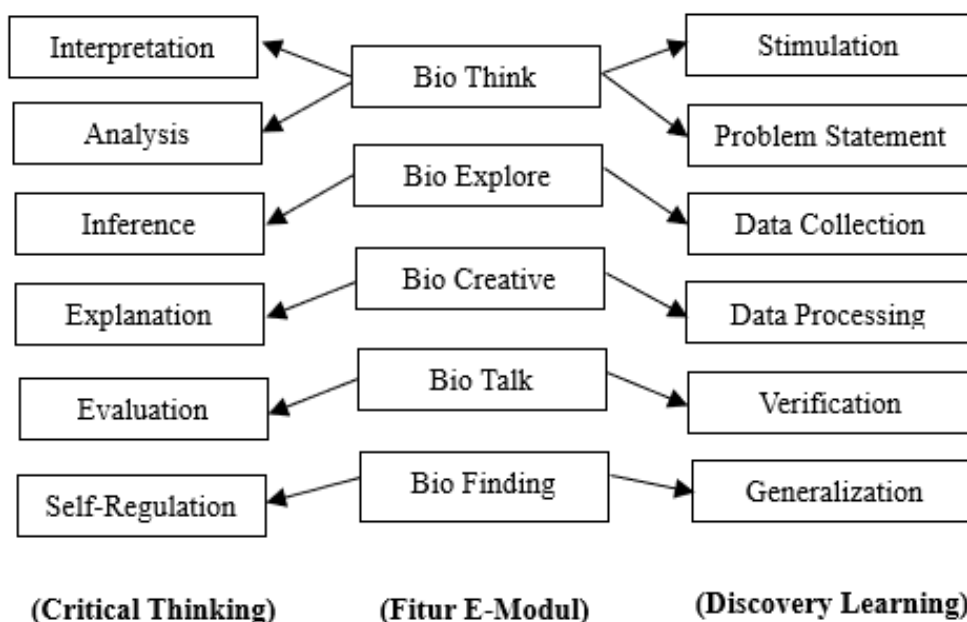 Interpretation
Bio Think
Stimulation
Analysis
Problem Statement
Bio Explore
Inference
Data Collection
Bio Creative
Explanation
Data Processing
Bio Talk
Evaluation
Verification
Bio Finding
Self-Regulation
Generalization
(Critical Thinking)
(Fitur E-Modul)
(Discovery Learning)